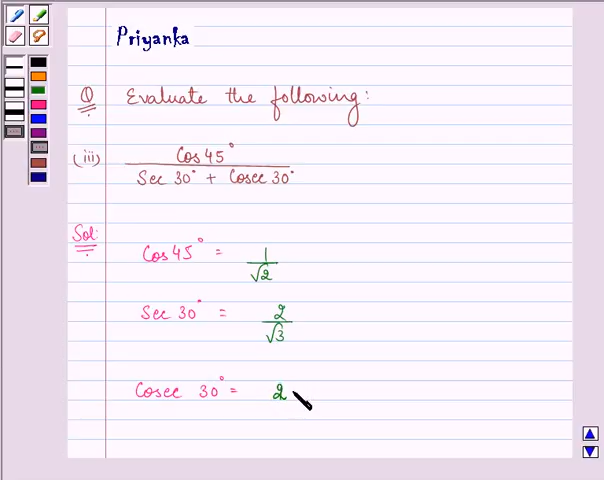 Priyanka
Q Evaluate the following:
(iii) Cos 45° / Sec 30° + Cosec 30°
Sol:
Cos 45° = 1/√2
Sec 30° = 2/√3
Cosec 30° = 2